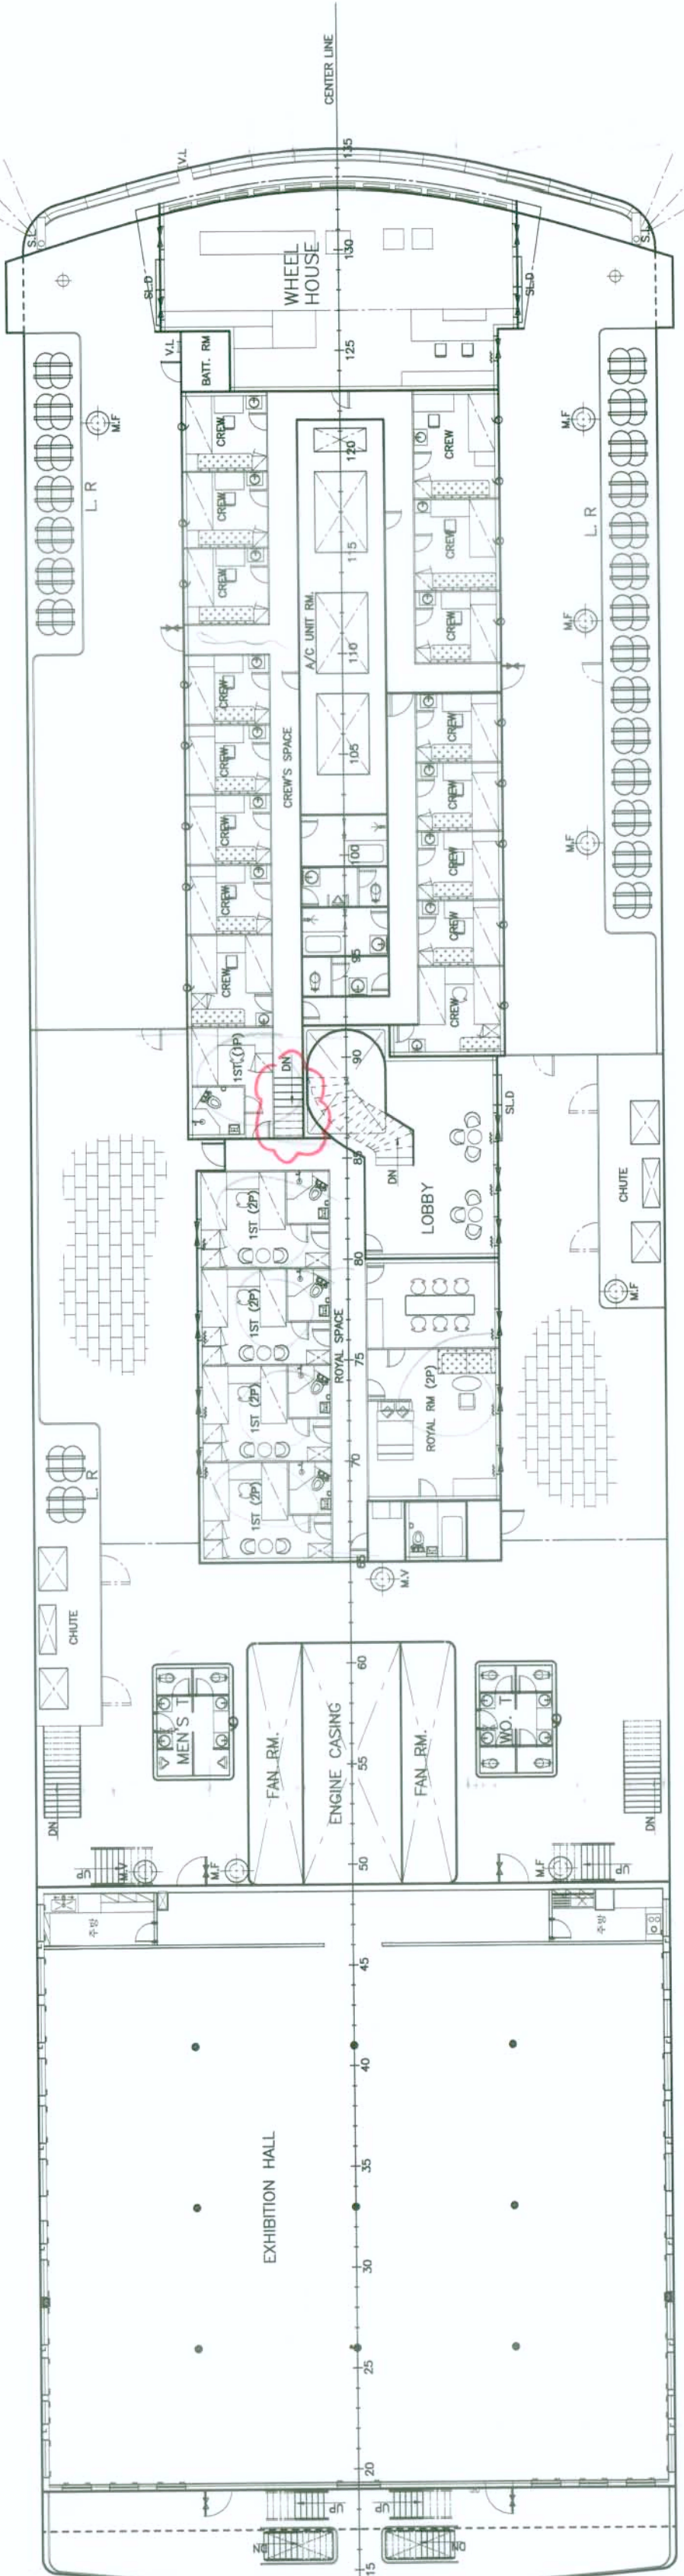 CENTER LINE
135
V.L
S.L
S.L
130
WHEEL
HOUSE
SL.D
SL.D
V.L
BATT. RM
125
CREW
CREW
120
M.F
M.F
L. R
L. R
CREW
CREW
115
CREW
A/C UNIT RM.
110
CREW
M.F
CREW
CREW
CREW'S SPACE
105
CREW
CREW
CREW
100
CREW
CREW
M.F
CREW
95
CREW
CREW
1ST (1P)
DN
90
SL.D
85
DN
LOBBY
CHUTE
1ST (2P)
80
M.F
1ST (2P)
ROYAL SPACE
75
1ST (2P)
ROYAL RM (2P)
70
L. R
1ST (2P)
65
M.V
CHUTE
60
MEN'S T
WO. T
FAN RM.
ENGINE CASING
FAN RM.
55
DN
DN
50
UP
M.V
M.F
M.F
UP
주방
주방
45
40
35
EXHIBITION HALL
30
25
20
UP
UP
DN
DN
15